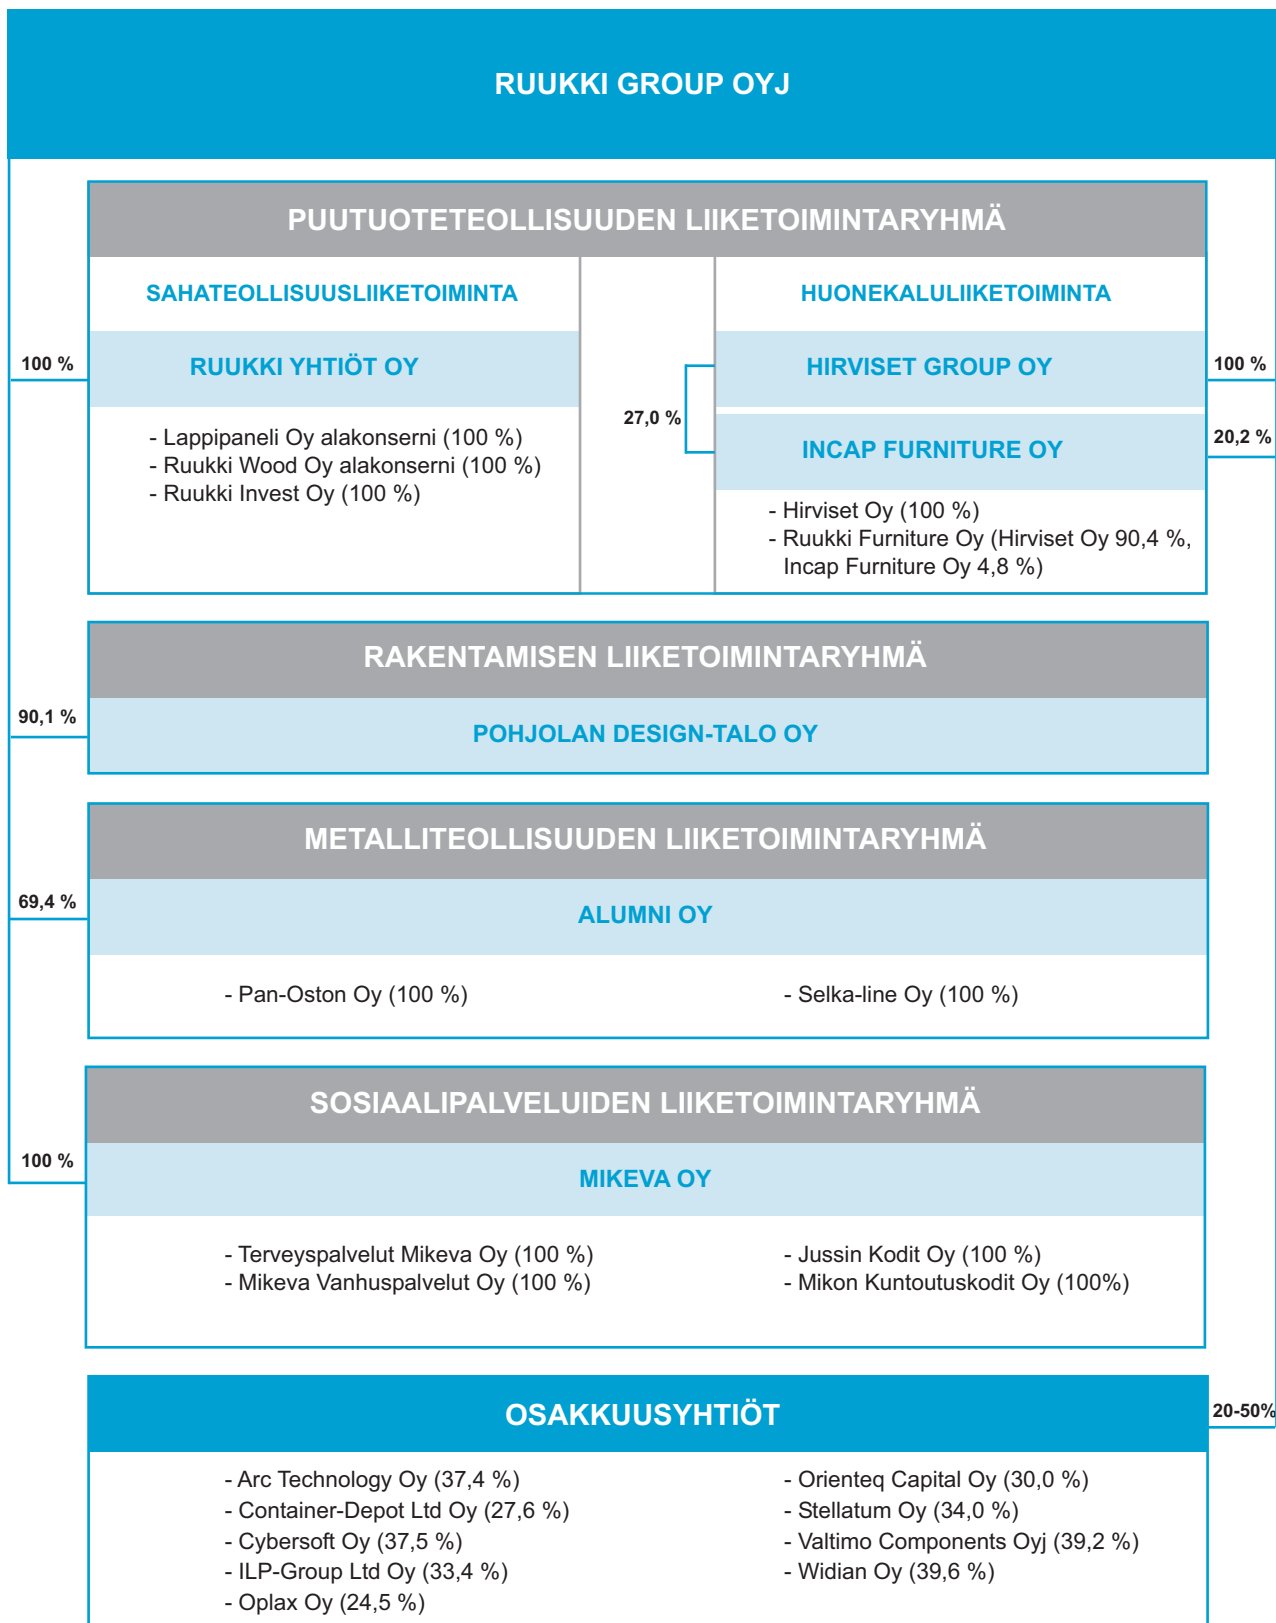 RUUKKI GROUP OYJ
PUUTUOTETEOLLISUUDEN LIIKETOIMINTARYHMÄ
SAHATEOLLISUUSLIIKETOIMINTA
100 %
RUUKKI YHTIÖT OY
- Lappipaneli Oy alakonserni (100 %)
- Ruukki Wood Oy alakonserni (100 %)
- Ruukki Invest Oy (100 %)
27,0 %
HUONEKALULIIKETOIMINTA
HIRVISET GROUP OY
100 %
INCAP FURNITURE OY
20,2 %
- Hirviset Oy (100 %)
- Ruukki Furniture Oy (Hirviset Oy 90,4 %,
Incap Furniture Oy 4,8 %)
RAKENTAMISEN LIIKETOIMINTARYHMÄ
90,1 %
POHJOLAN DESIGN-TALO OY
METALLITEOLLISUUDEN LIIKETOIMINTARYHMÄ
69,4 %
ALUMNI OY
- Pan-Oston Oy (100 %)
- Selka-line Oy (100 %)
SOSIAALIPALVELUIDEN LIIKETOIMINTARYHMÄ
100 %
MIKEVA OY
- Terveyspalvelut Mikeva Oy (100 %)
- Mikeva Vanhuspalvelut Oy (100 %)
- Jussin Kodit Oy (100 %)
- Mikon Kuntoutuskodit Oy (100%)
OSAKKUUSYHTIÖT
20-50%
- Arc Technology Oy (37,4 %)
- Container-Depot Ltd Oy (27,6 %)
- Cybersoft Oy (37,5 %)
- ILP-Group Ltd Oy (33,4 %)
- Oplax Oy (24,5 %)
- Orienteq Capital Oy (30,0 %)
- Stellatum Oy (34,0 %)
- Valtimo Components Oyj (39,2 %)
- Widian Oy (39,6 %)